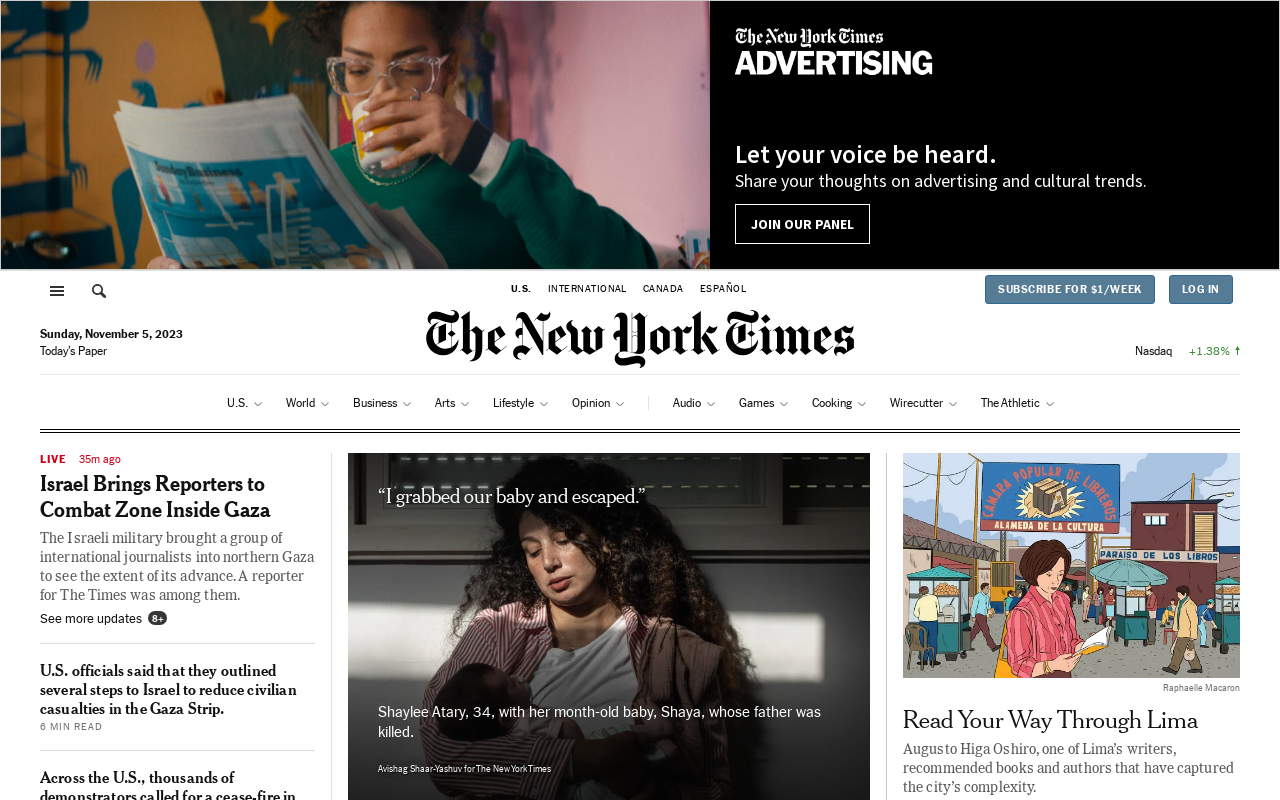 Sunday Business
The New York Times
ADVERTISING
Let your voice be heard.
Share your thoughts on advertising and cultural trends.
JOIN OUR PANEL
U.S. INTERNATIONAL CANADA ESPAÑOL
SUBSCRIBE FOR $1/WEEK LOG IN
Sunday, November 5, 2023
Today's Paper
The New York Times
Nasdaq +1.38%
U.S. World Business Arts Lifestyle Opinion Audio Games Cooking Wirecutter The Athletic
LIVE 35m ago
Israel Brings Reporters to
Combat Zone Inside Gaza
The Israeli military brought a group of
international journalists into northern Gaza
to see the extent of its advance. A reporter
for The Times was among them.
See more updates 8+
U.S. officials said that they outlined
several steps to Israel to reduce civilian
casualties in the Gaza Strip.
6 MIN READ
Across the U.S., thousands of
demonstrators called for a cease-fire in
“I grabbed our baby and escaped.”
Shaylee Atary, 34, with her month-old baby, Shaya, whose father was
killed.
Avishag Shaar-Yashuv for The New York Times
CÁMARA POPULAR DE LIBREROS
ALAMEDA DE LA CULTURA
PARAISO DE LOS LIBROS
Raphaelle Macaron
Read Your Way Through Lima
Augusto Higa Oshiro, one of Lima’s writers,
recommended books and authors that have captured
the city’s complexity.